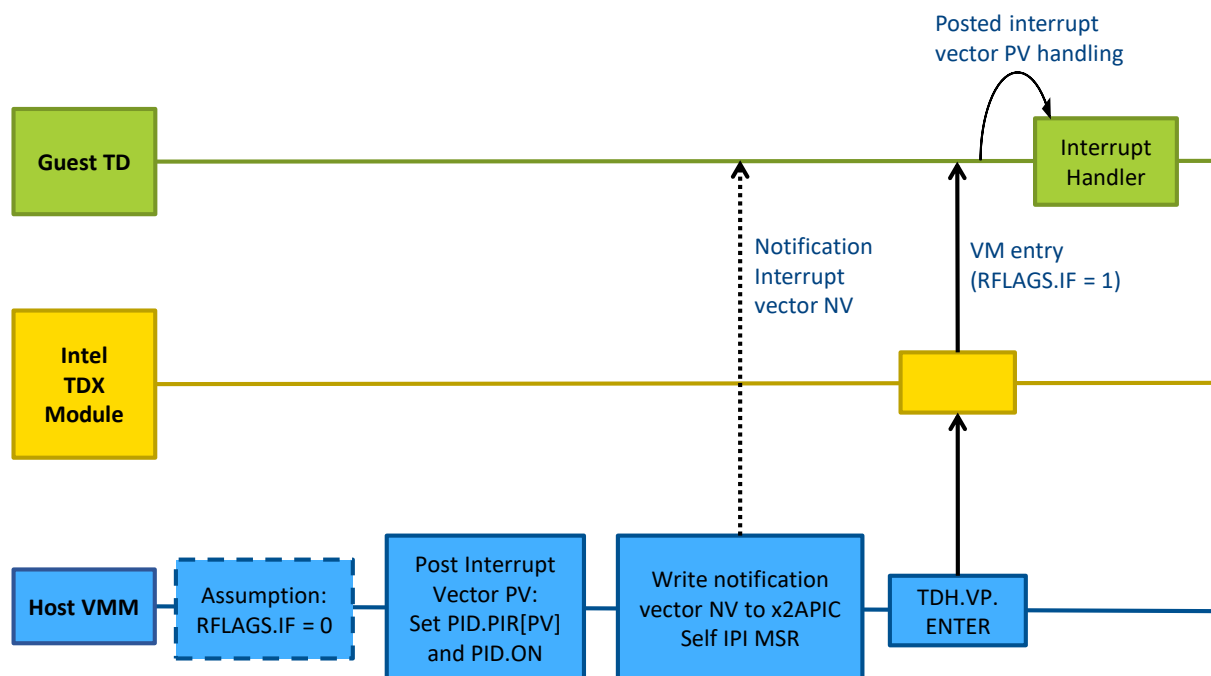 Posted interrupt
vector PV handling
Guest TD
Interrupt
Handler
Notification
Interrupt
vector NV
VM entry
(RFLAGS.IF = 1)
Intel
TDX
Module
Host VMM
Assumption:
RFLAGS.IF = 0
Post Interrupt
Vector PV:
Set PID.PIR[PV]
and PID.ON
Write notification
vector NV to x2APIC
Self IPI MSR
TDH.VP.
ENTER